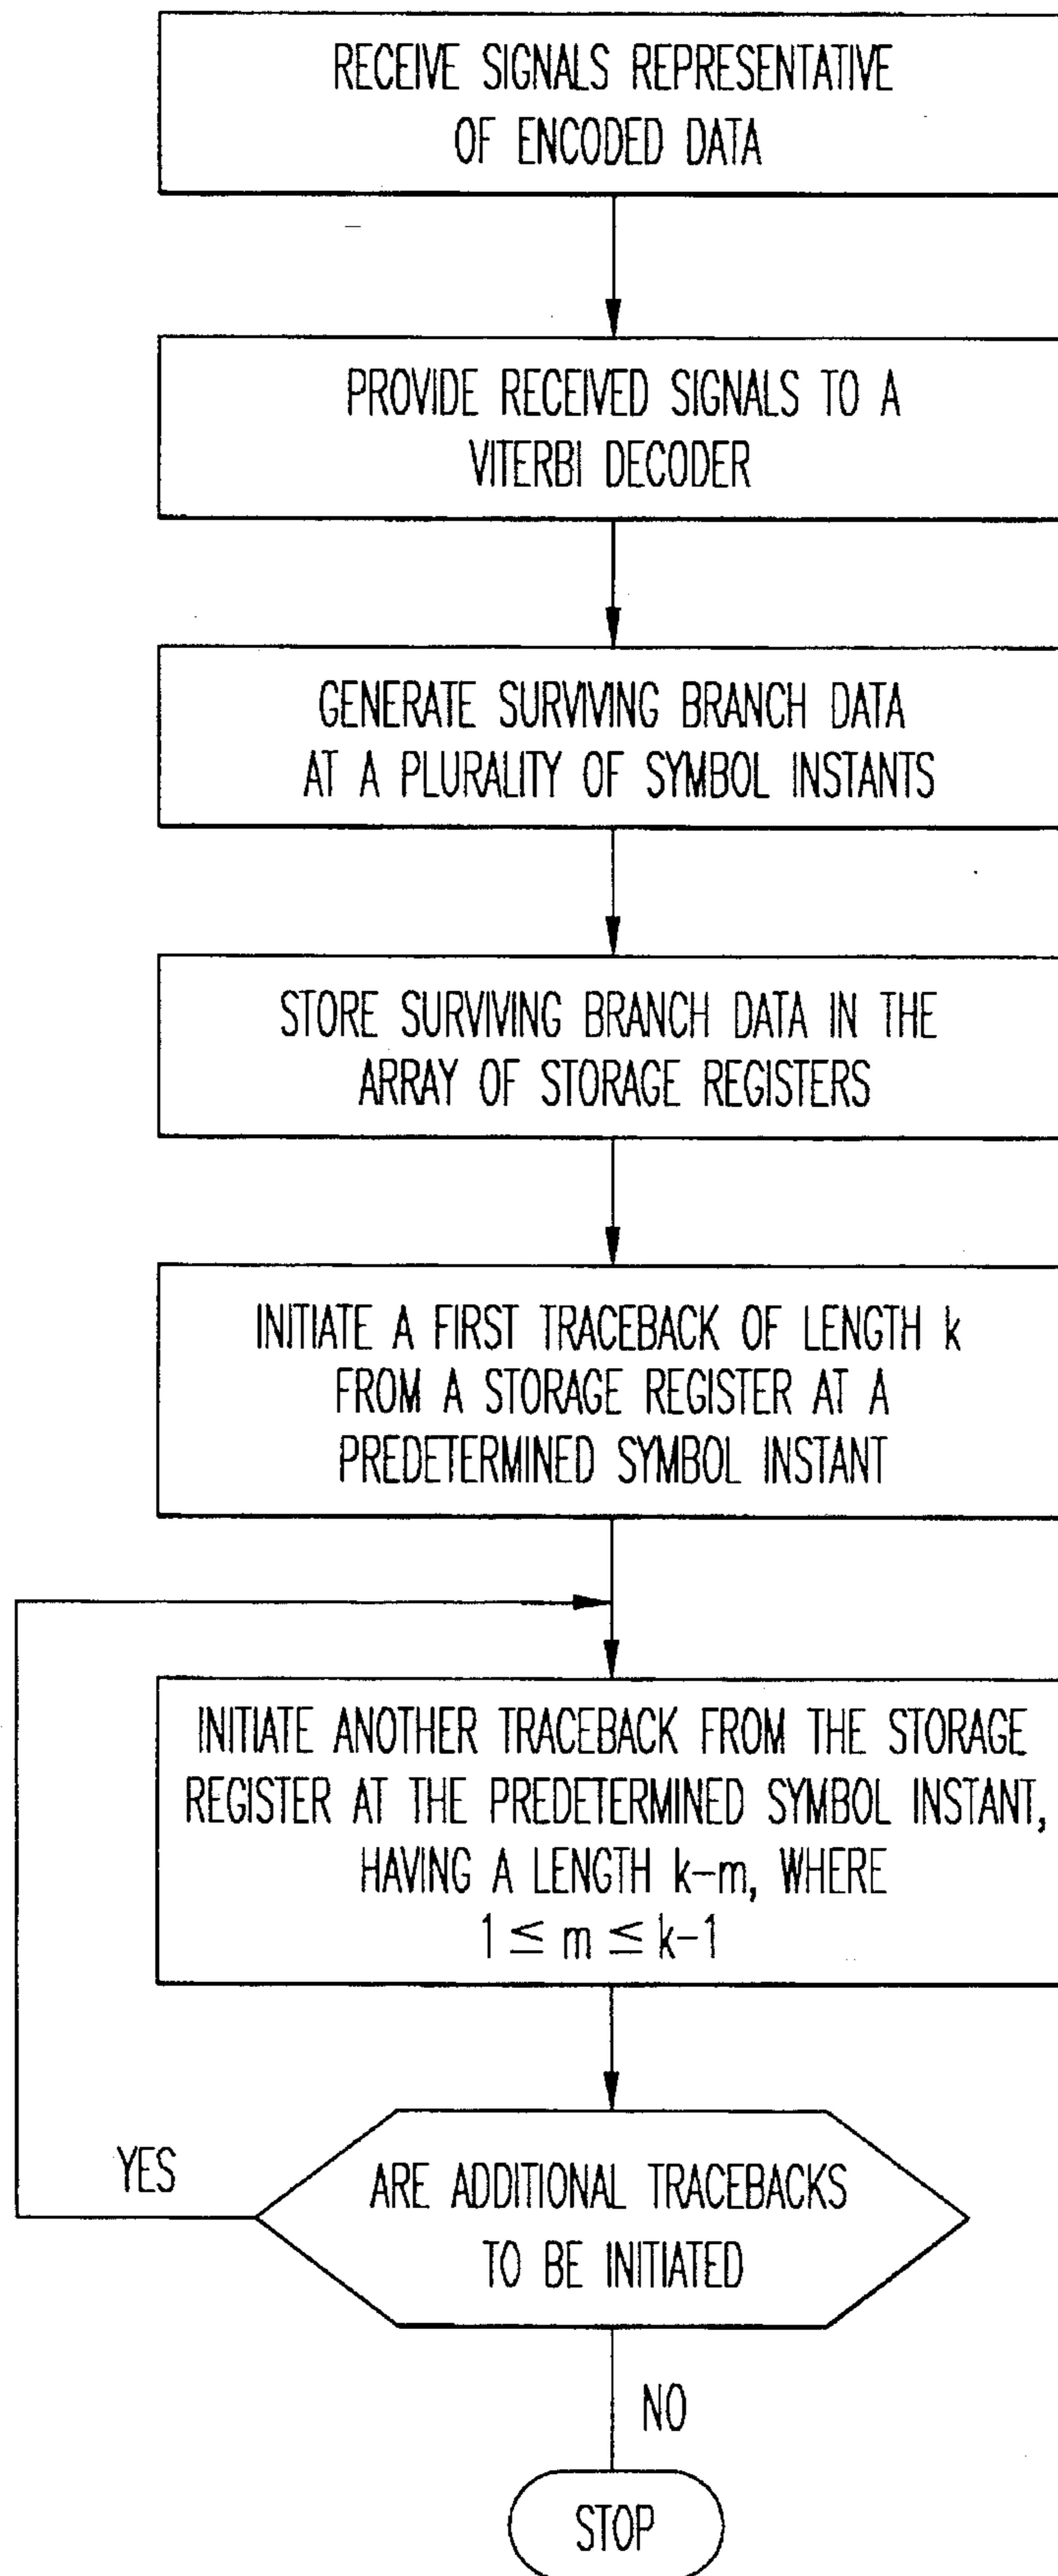 RECEIVE SIGNALS REPRESENTATIVE
OF ENCODED DATA
PROVIDE RECEIVED SIGNALS TO A
VITERBI DECODER
GENERATE SURVIVING BRANCH DATA
AT A PLURALITY OF SYMBOL INSTANTS
STORE SURVIVING BRANCH DATA IN THE
ARRAY OF STORAGE REGISTERS
INITIATE A FIRST TRACEBACK OF LENGTH k
FROM A STORAGE REGISTER AT A
PREDETERMINED SYMBOL INSTANT
INITIATE ANOTHER TRACEBACK FROM THE STORAGE
REGISTER AT THE PREDETERMINED SYMBOL INSTANT,
HAVING A LENGTH k-m, WHERE
1 ≤ m ≤ k-1
YES
ARE ADDITIONAL TRACEBACKS
TO BE INITIATED
NO
STOP